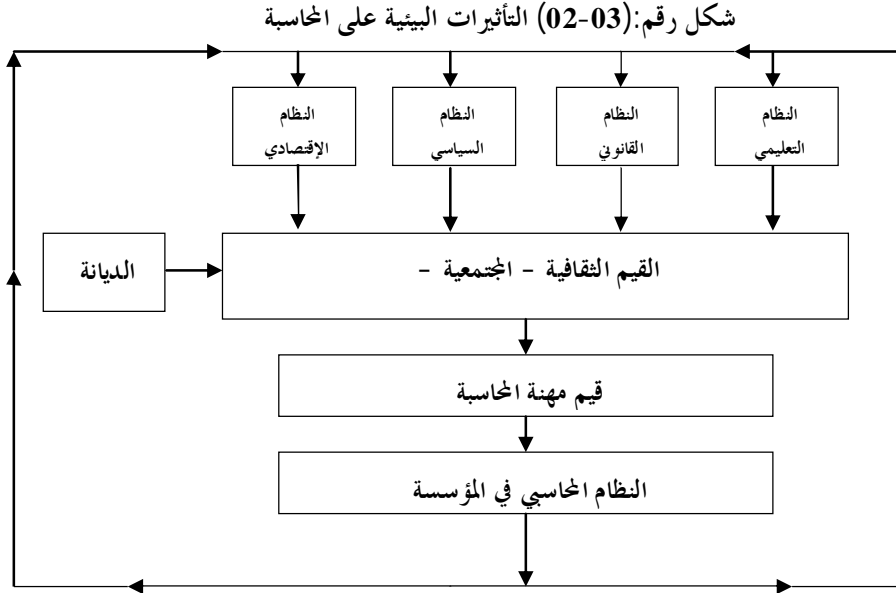 شكل رقم:(03-02) التأثيرات البيئية على المحاسبة
النظام
التعليمي
النظام
القانوني
النظام
السياسي
النظام
الإقتصادي
القيم الثقافية - المجتمعية -
الديانة
قيم مهنة المحاسبة
النظام المحاسبي في المؤسسة